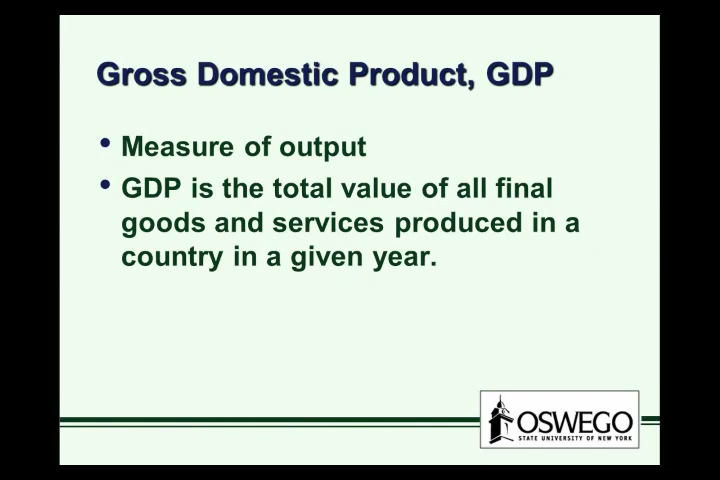 Gross Domestic Product, GDP
• Measure of output
• GDP is the total value of all final
goods and services produced in a
country in a given year.
OSWEGO
STATE UNIVERSITY OF NEW YORK